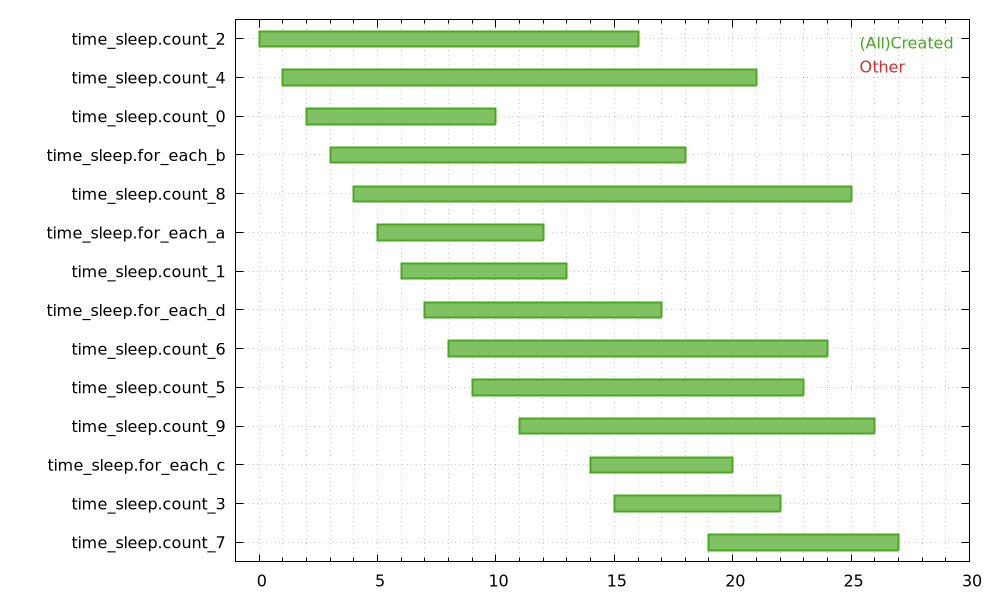 time_sleep.count_2
(All)Created
Other
time_sleep.count_4
time_sleep.count_0
time_sleep.for_each_b
time_sleep.count_8
time_sleep.for_each_a
time_sleep.count_1
time_sleep.for_each_d
time_sleep.count_6
time_sleep.count_5
time_sleep.count_9
time_sleep.for_each_c
time_sleep.count_3
time_sleep.count_7
0 5 10 15 20 25 30